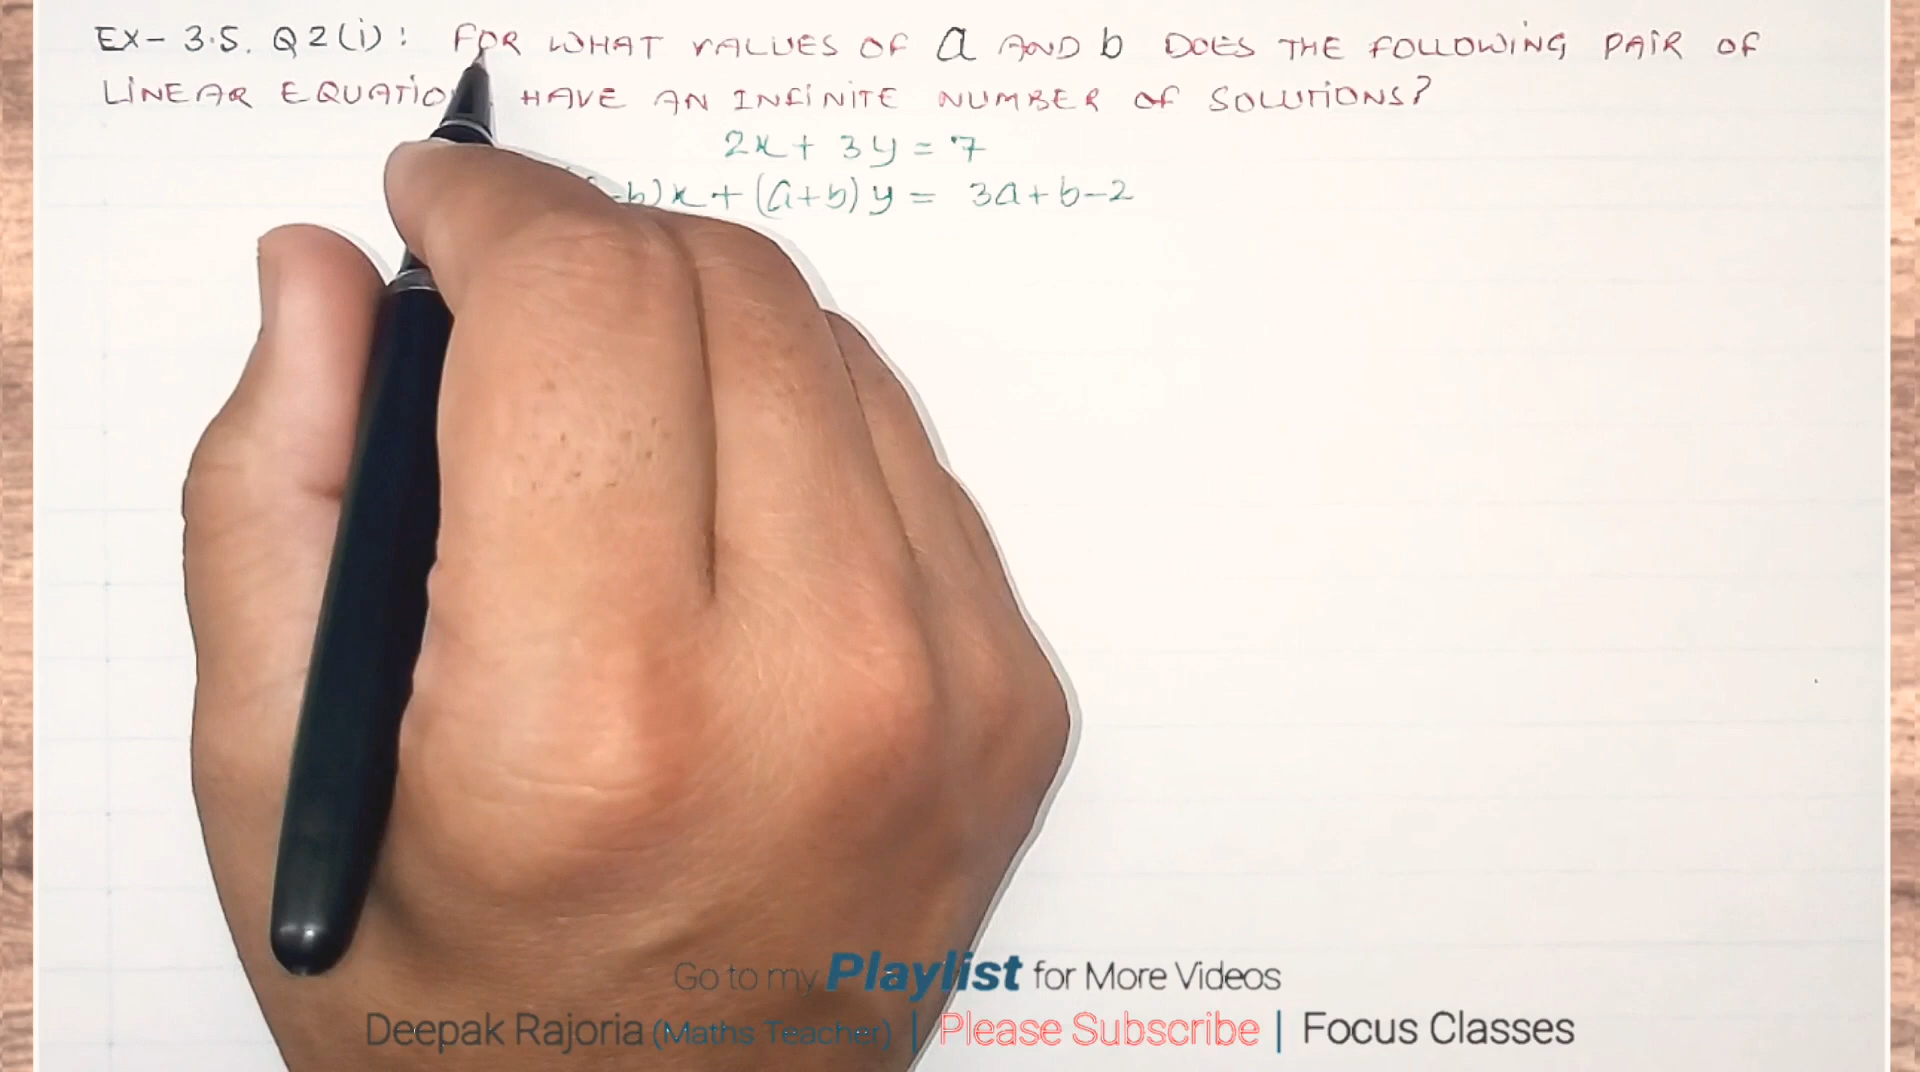 EX- 3.5. Q2(i): FOR WHAT VALUES OF a AND b DOES THE FOLLOWING PAIR OF
LINEAR HAVE AN INFINITE NUMBER OF SOLUTIONS?
2x + 3y = 7
-b)x + (a+b)y = 3a+b-2
Go to my Playlist for More Videos
Deepak Rajoria (Maths Teacher) | Please Subscribe | Focus Classes